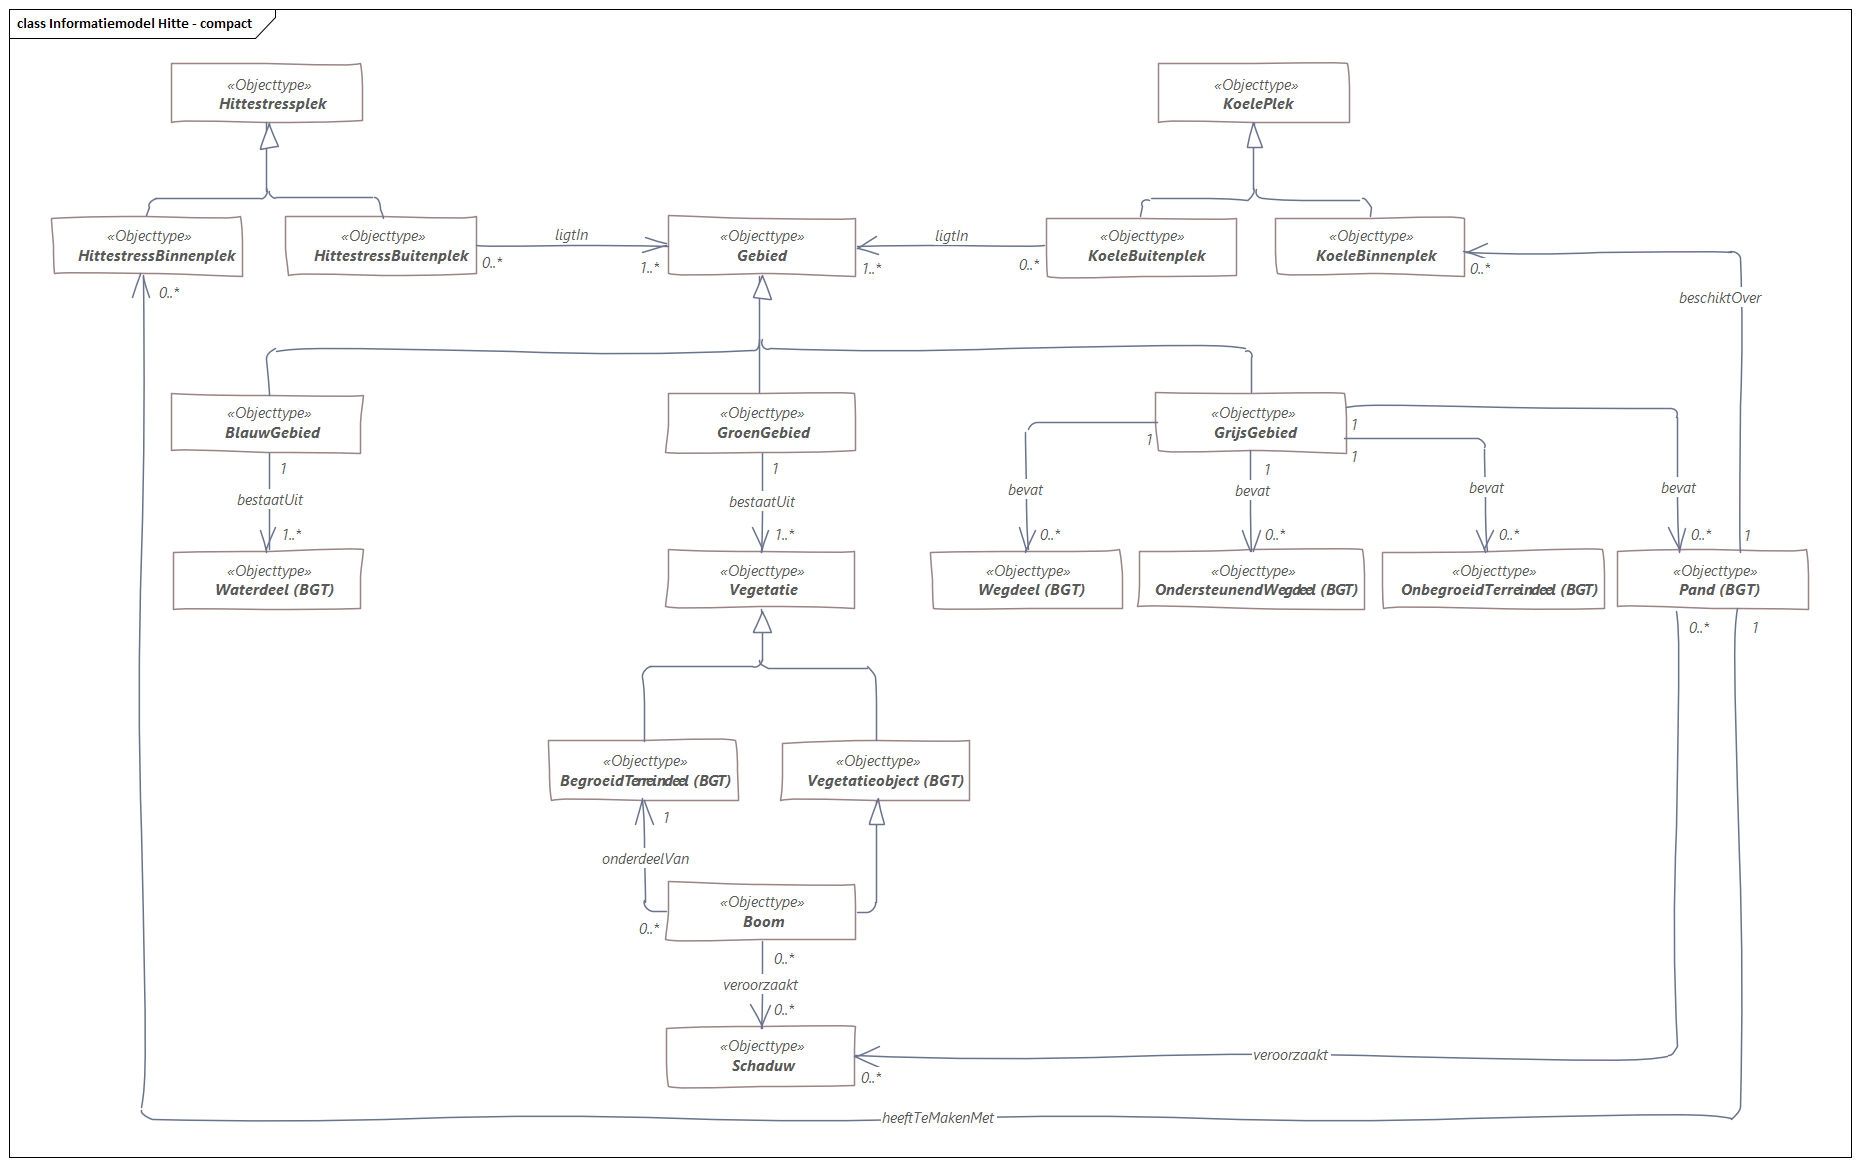 class Informatiemodel Hitte - compact
«Objecttype»
Hittestressplek
«Objecttype»
KoelePlek
«Objecttype»
HittestressBinnenplek
«Objecttype»
HittestressBuitenplek
ligtIn
0..*
1..*
«Objecttype»
Gebied
ligtIn
1..*
0..*
«Objecttype»
KoeleBuitenplek
«Objecttype»
KoeleBinnenplek
0..*
0..*
beschiktOver
«Objecttype»
BlauwGebied
«Objecttype»
GroenGebied
«Objecttype»
GrijsGebied
1
1
1
1
1
1
bestaatUit
bestaatUit
bevat
bevat
bevat
bevat
1..*
1..*
0..*
0..*
0..*
0..*
1
«Objecttype»
Waterdeel (BGT)
«Objecttype»
Vegetatie
«Objecttype»
Wegdeel (BGT)
«Objecttype»
OndersteunendWegdeel (BGT)
«Objecttype»
OnbegroeidTerreindeel (BGT)
«Objecttype»
Pand (BGT)
0..*
1
«Objecttype»
BegroeidTerreindeel (BGT)
«Objecttype»
Vegetatieobject (BGT)
1
onderdeelVan
0..*
«Objecttype»
Boom
0..*
veroorzaakt
0..*
«Objecttype»
Schaduw
veroorzaakt
0..*
heeftTeMakenMet